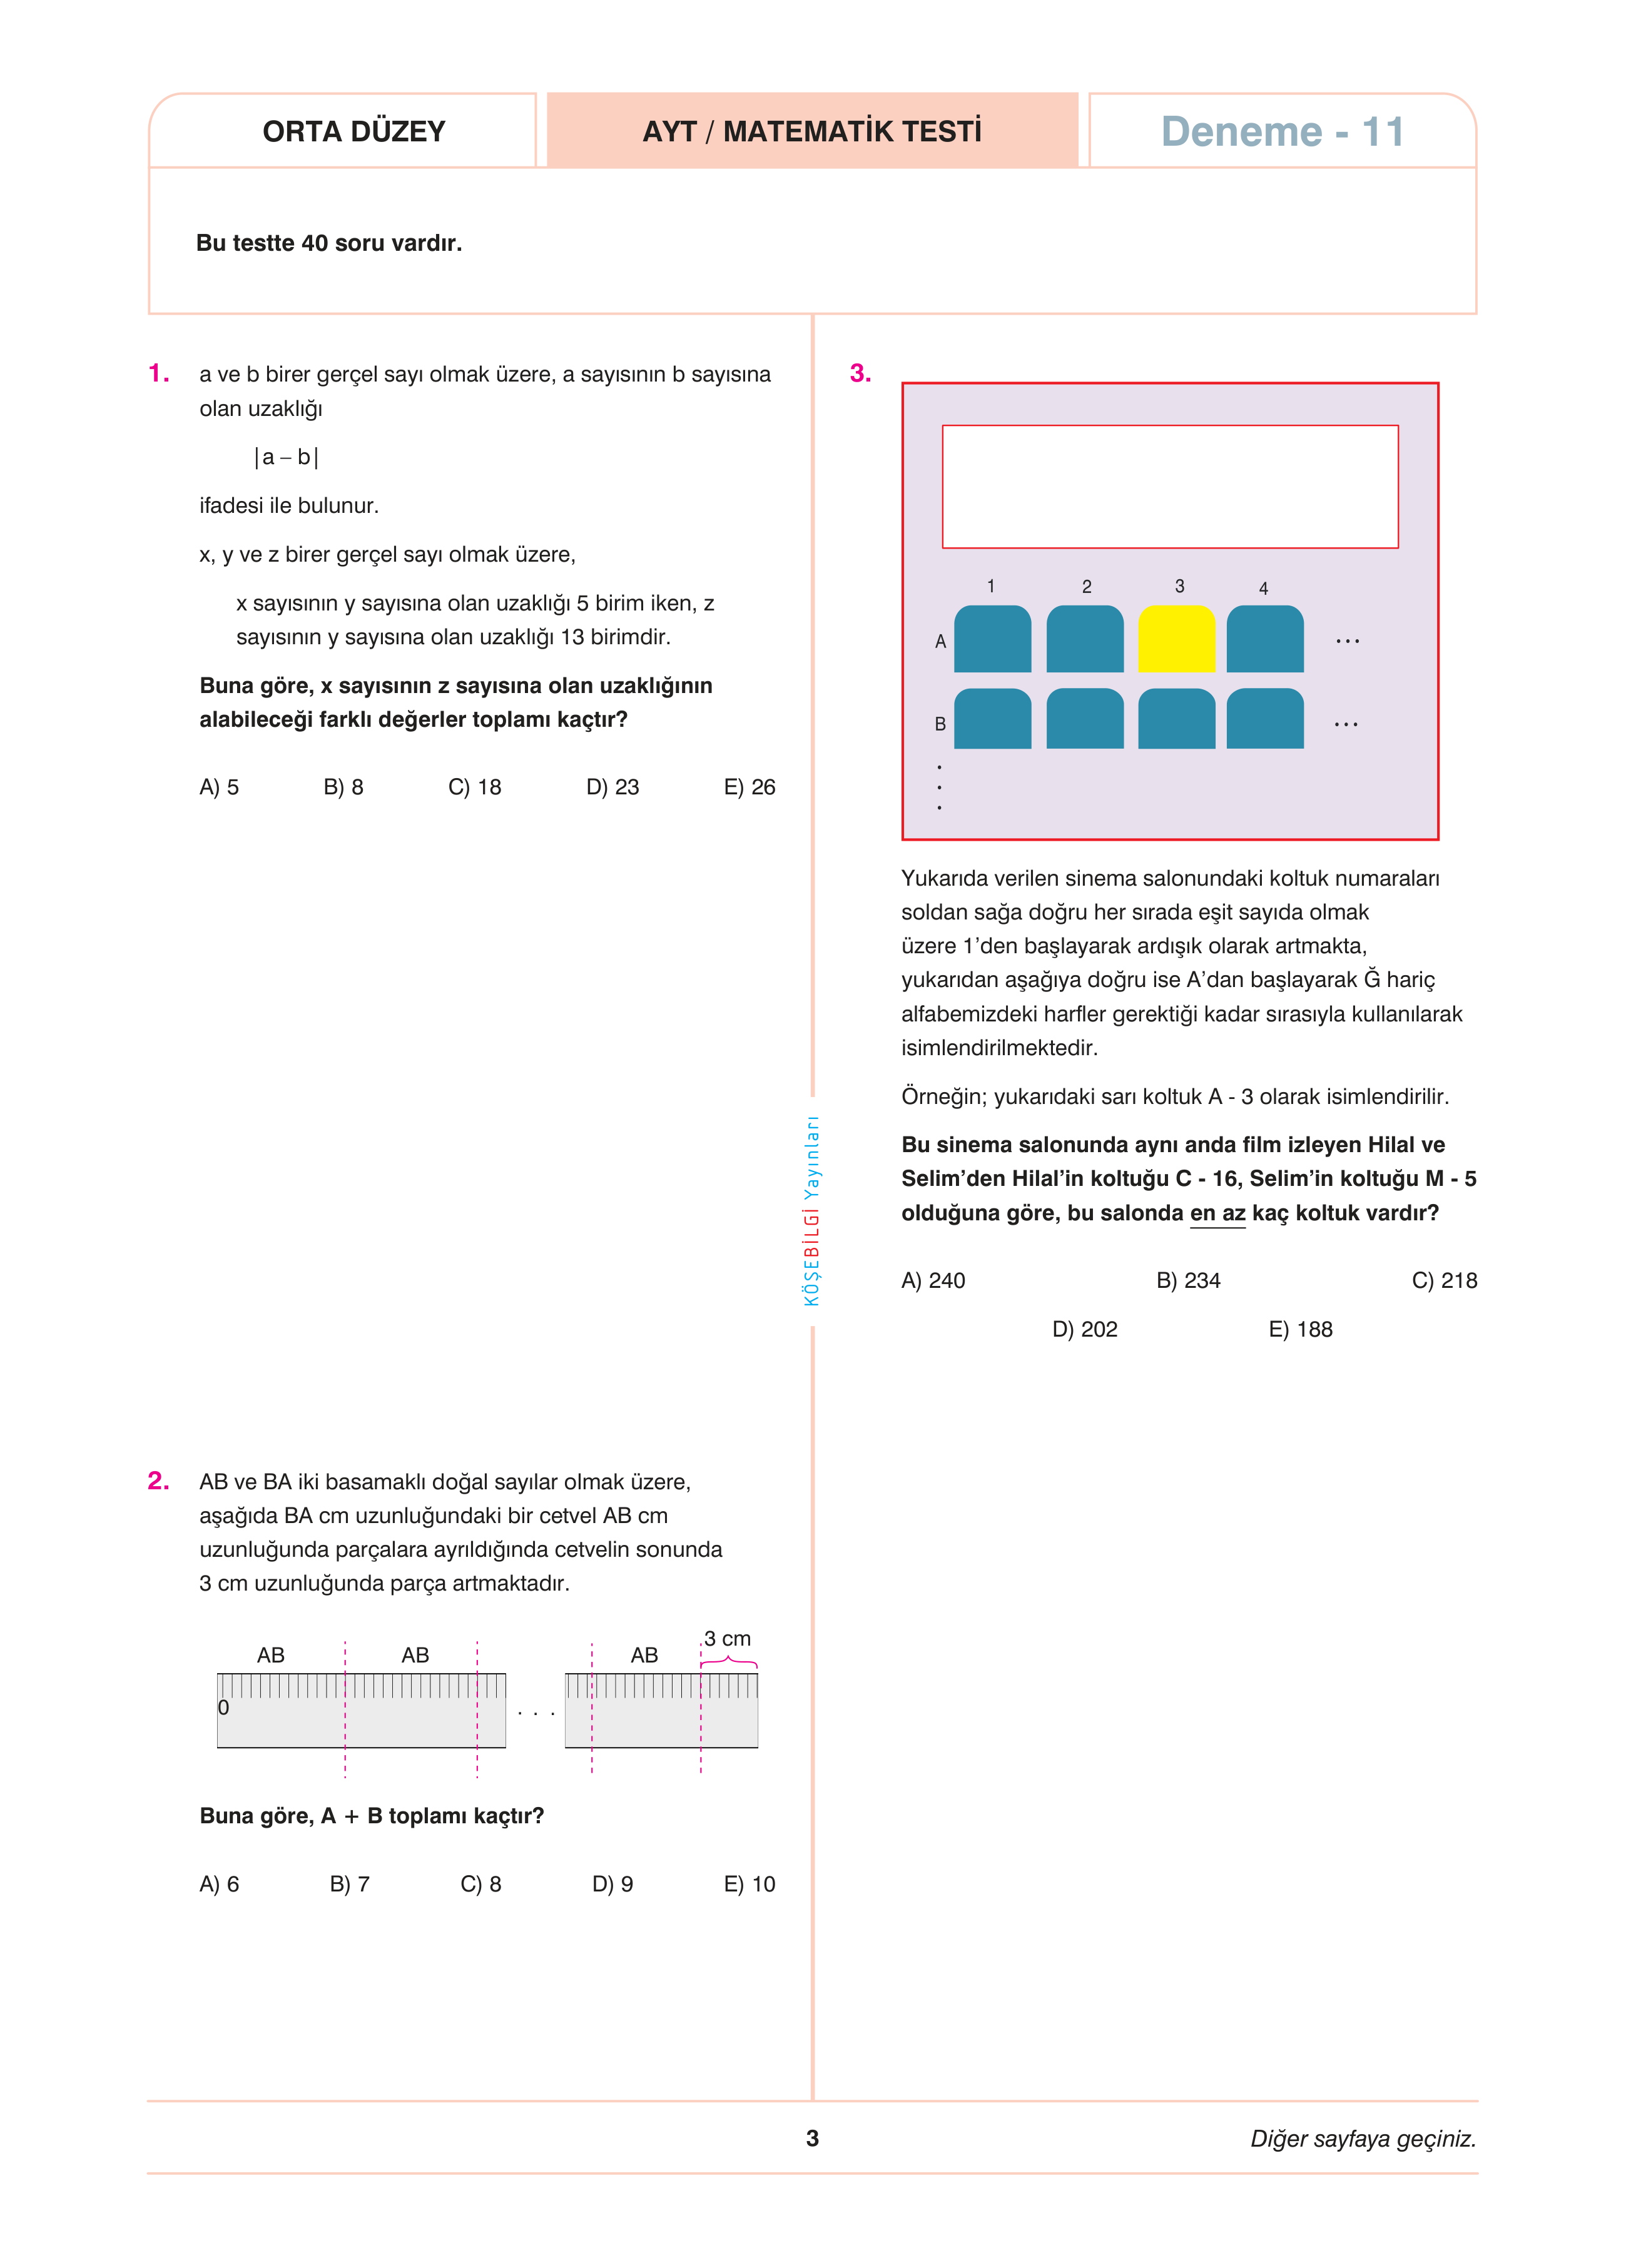 ORTA DÜZEY
AYT / MATEMATİK TESTİ
Deneme - 11
Bu testte 40 soru vardır.
1. a ve b birer gerçel sayı olmak üzere, a sayısının b sayısına
olan uzaklığı
|a – b|
ifadesi ile bulunur.
x, y ve z birer gerçel sayı olmak üzere,
x sayısının y sayısına olan uzaklığı 5 birim iken, z
sayısının y sayısına olan uzaklığı 13 birimdir.
Buna göre, x sayısının z sayısına olan uzaklığının
alabileceği farklı değerler toplamı kaçtır?
A) 5 B) 8 C) 18 D) 23 E) 26
2. AB ve BA iki basamaklı doğal sayılar olmak üzere,
aşağıda BA cm uzunluğundaki bir cetvel AB cm
uzunluğunda parçalara ayrıldığında cetvelin sonunda
3 cm uzunluğunda parça artmaktadır.
3 cm
AB AB AB
0 . . .
Buna göre, A + B toplamı kaçtır?
A) 6 B) 7 C) 8 D) 9 E) 10
KÖŞEBİLGİ Yayınları
3.
1 2 3 4
A ...
B ...
.
.
.
Yukarıda verilen sinema salonundaki koltuk numaraları
soldan sağa doğru her sırada eşit sayıda olmak
üzere 1’den başlayarak ardışık olarak artmakta,
yukarıdan aşağıya doğru ise A’dan başlayarak Ğ hariç
alfabemizdeki harfler gerektiği kadar sırasıyla kullanılarak
isimlendirilmektedir.
Örneğin; yukarıdaki sarı koltuk A - 3 olarak isimlendirilir.
Bu sinema salonunda aynı anda film izleyen Hilal ve
Selim’den Hilal’in koltuğu C - 16, Selim’in koltuğu M - 5
olduğuna göre, bu salonda en az kaç koltuk vardır?
A) 240 B) 234 C) 218
D) 202 E) 188
3
Diğer sayfaya geçiniz.